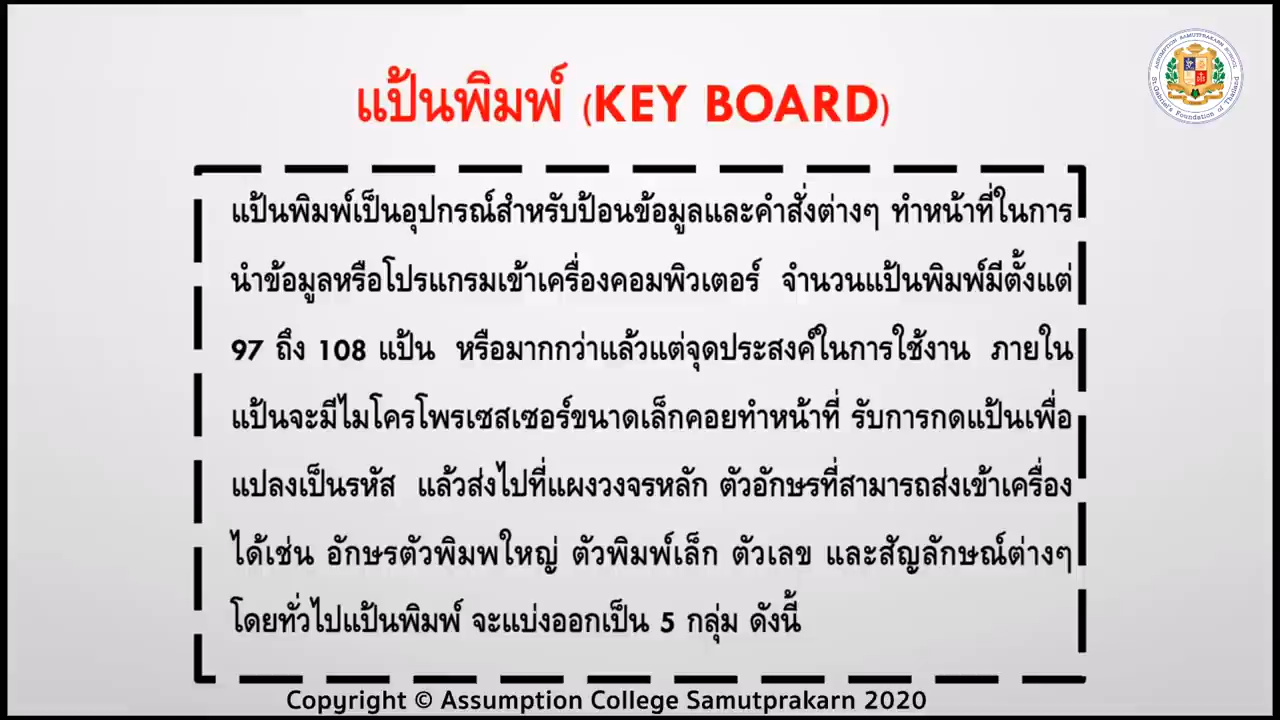 แป้นพิมพ์ (KEY BOARD)
ASSUMPTION SAMUTPRAKARN SCHOOL
St.Gabriel's Foundation of Thailand
แป้นพิมพ์เป็นอุปกรณ์สำหรับป้อนข้อมูลและคำสั่งต่างๆ ทำหน้าที่ในการ
นำข้อมูลหรือโปรแกรมเข้าเครื่องคอมพิวเตอร์ จำนวนแป้นพิมพ์มีตั้งแต่
97 ถึง 108 แป้น หรือมากกว่าแล้วแต่จุดประสงค์ในการใช้งาน ภายใน
แป้นจะมีไมโครโพรเซสเซอร์ขนาดเล็กคอยทำหน้าที่ รับการกดแป้นเพื่อ
แปลงเป็นรหัส แล้วส่งไปที่แผงวงจรหลัก ตัวอักษรที่สามารถส่งเข้าเครื่อง
ได้เช่น อักษรตัวพิมพใหญ่ ตัวพิมพ์เล็ก ตัวเลข และสัญลักษณ์ต่างๆ
โดยทั่วไปแป้นพิมพ์ จะแบ่งออกเป็น 5 กลุ่ม ดังนี้
Copyright © Assumption College Samutprakarn 2020